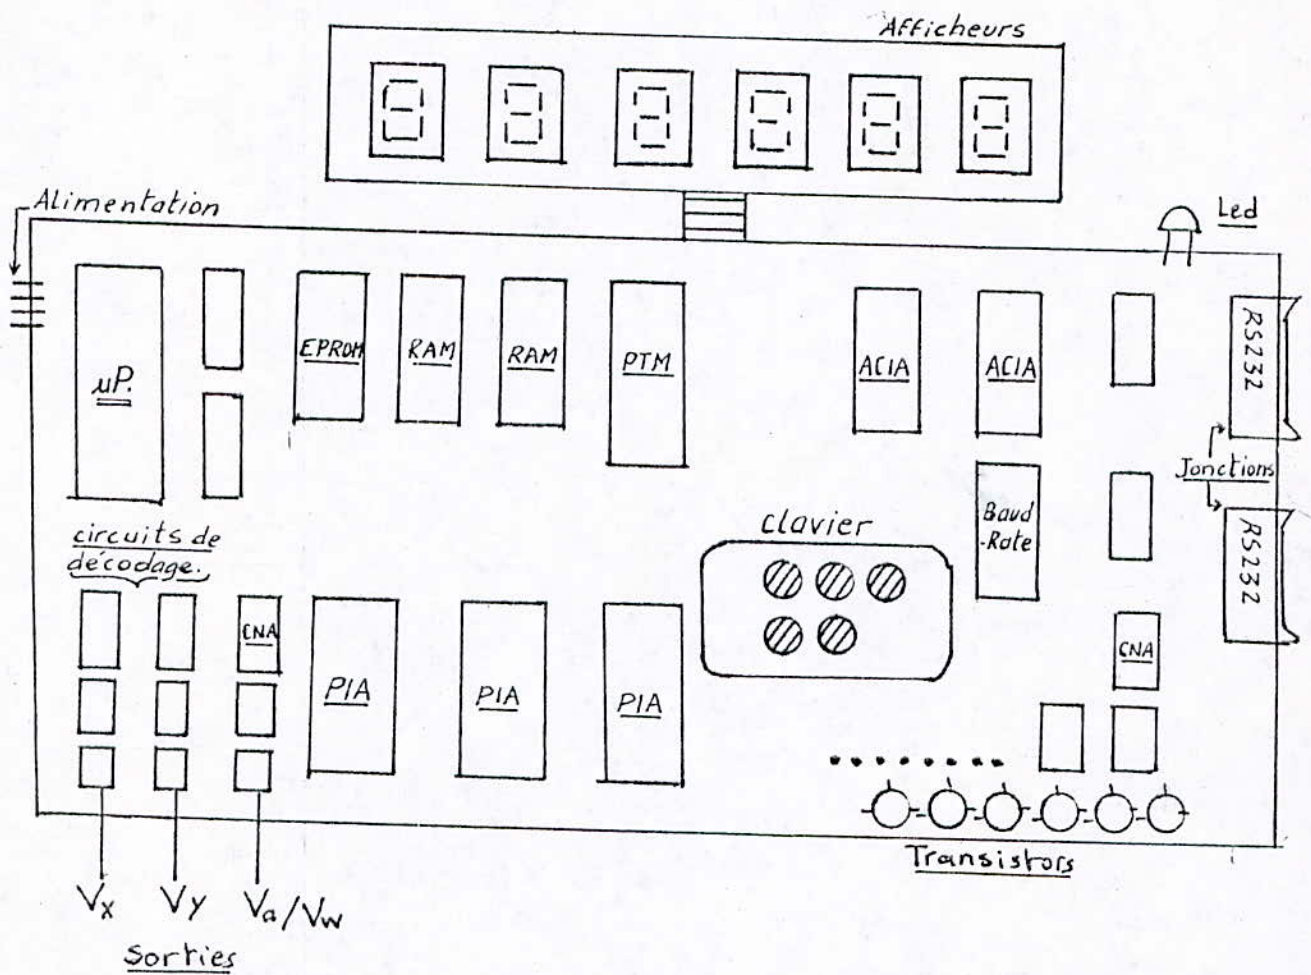 Afficheurs
Alimentation
Led
µP.
EPROM
RAM
RAM
PTM
ACIA
ACIA
RS232
Jonctions
RS232
Baud
-Rate
clavier
circuits de
décodage.
CNA
PIA
PIA
PIA
CNA
Transistors
Vx
Vy
Va/Vw
Sorties